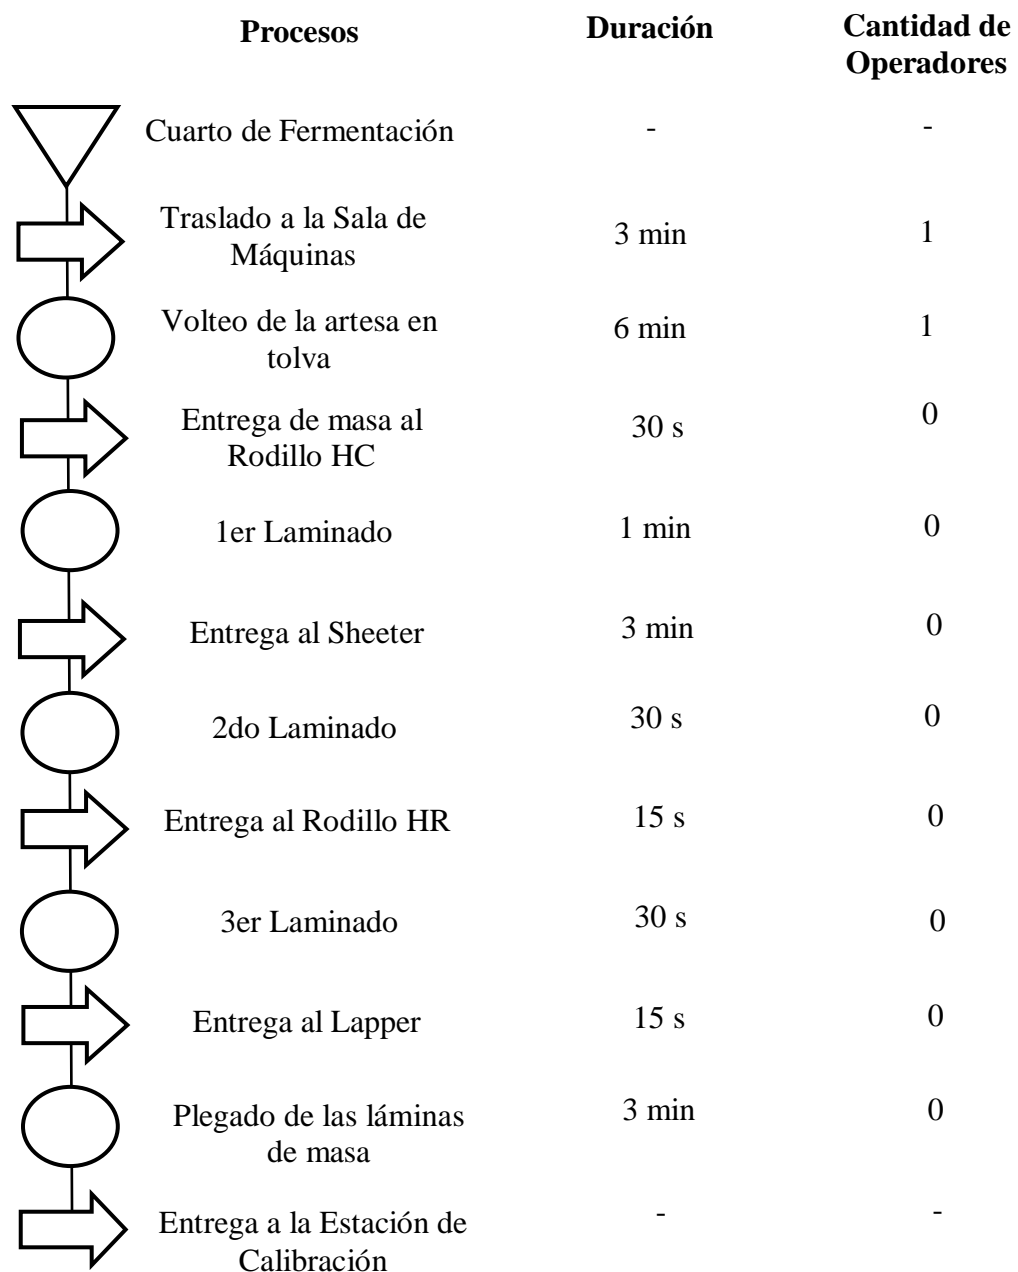 Procesos Duración Cantidad de
Operadores
Cuarto de Fermentación - -
Traslado a la Sala de
Máquinas 3 min 1
Volteo de la artesa en
tolva 6 min 1
Entrega de masa al
Rodillo HC 30 s 0
1er Laminado 1 min 0
Entrega al Sheeter 3 min 0
2do Laminado 30 s 0
Entrega al Rodillo HR 15 s 0
3er Laminado 30 s 0
Entrega al Lapper 15 s 0
Plegado de las láminas
de masa 3 min 0
Entrega a la Estación de
Calibración - -